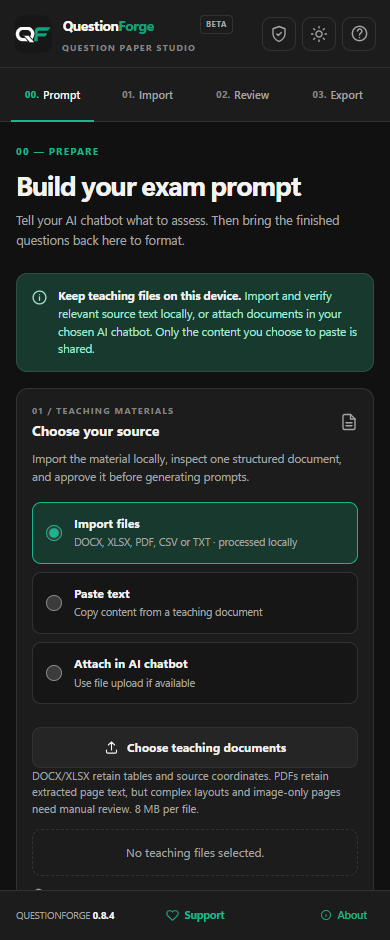 QF QuestionForge BETA
QUESTION PAPER STUDIO
00. Prompt 01. Import 02. Review 03. Export
00 — PREPARE
Build your exam prompt
Tell your AI chatbot what to assess. Then bring the finished
questions back here to format.
Keep teaching files on this device. Import and verify
relevant source text locally, or attach documents in your
chosen AI chatbot. Only the content you choose to paste is
shared.
01 / TEACHING MATERIALS
Choose your source
Import the material locally, inspect one structured document,
and approve it before generating prompts.
Import files
DOCX, XLSX, PDF, CSV or TXT · processed locally
Paste text
Copy content from a teaching document
Attach in AI chatbot
Use file upload if available
Choose teaching documents
DOCX/XLSX retain tables and source coordinates. PDFs retain
extracted page text, but complex layouts and image-only pages
need manual review. 8 MB per file.
No teaching files selected.
QUESTIONFORGE 0.8.4 Support About